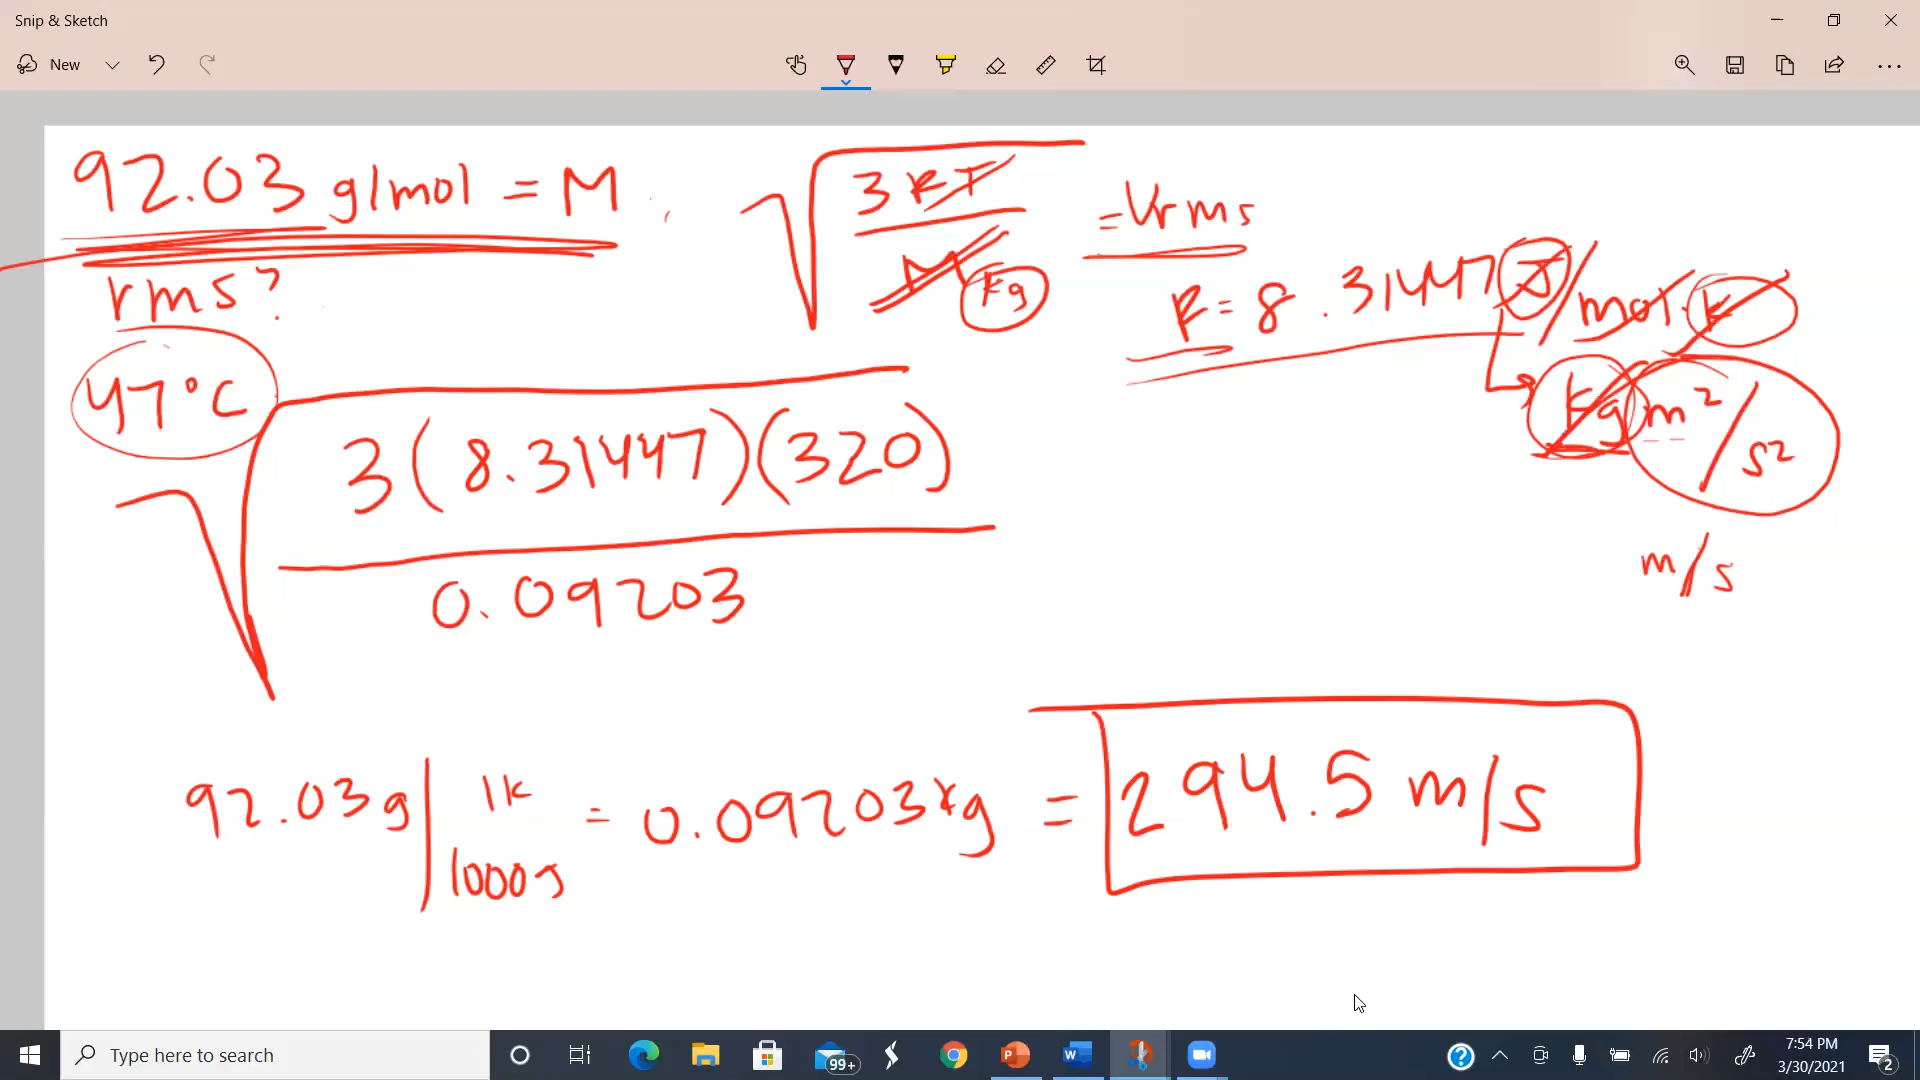 Snip & Sketch
New
92.03 g/mol = M
√ 3RT / M = Vrms
kg
rms?
R = 8.31447 J/mol·K
47°C
kg m²/s²
√ 3(8.31447)(320)
0.09203
m/s
92.03g | 1k = 0.09203kg = 294.5 m/s
1000g
Type here to search
99+
7:54 PM
3/30/2021
2